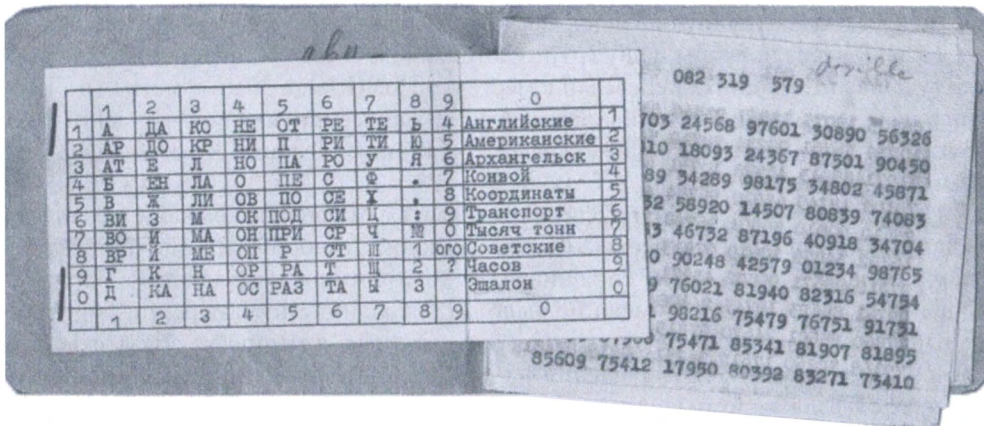 1 2 3 4 5 6 7 8 9 0
1 А ДА КО НЕ ОТ РЕ ТЕ Ь 4 Английские 1
2 АР ДО КР НИ П РИ ТИ Ю 5 Американские 2
3 АТ Е Л НО ПА РО У Я 6 Архангельск 3
4 Б ЕН ЛА О ПЕ С Ф . 7 Конвой 4
5 В Ж ЛИ ОВ ПО СЕ Х , 8 Координаты 5
6 ВИ З М ОК ПОД СИ Ц : 9 Транспорт 6
7 ВО И МА ОН ПРИ СР Ч № 0 Тысяч тонн 7
8 ВР Й МЕ ОП Р СТ Ш 1 ого Советские 8
9 Г К Н ОР РА Т Щ 2 ? Часов 9
0 Д КА НА ОС РАЗ ТА Ы 3 Эшалон 0
1 2 3 4 5 6 7 8 9 0
082 319 579
703 24568 97601 30890 56326
10 18093 24367 87501 90450
89 34289 98175 34802 45871
32 58920 14507 80839 74083
46732 87196 40918 34704
0 90248 42579 01234 98765
9 76021 81940 82316 54754
98216 75479 76751 91731
75471 85341 81907 81895
85609 75412 17950 80392 83271 73410